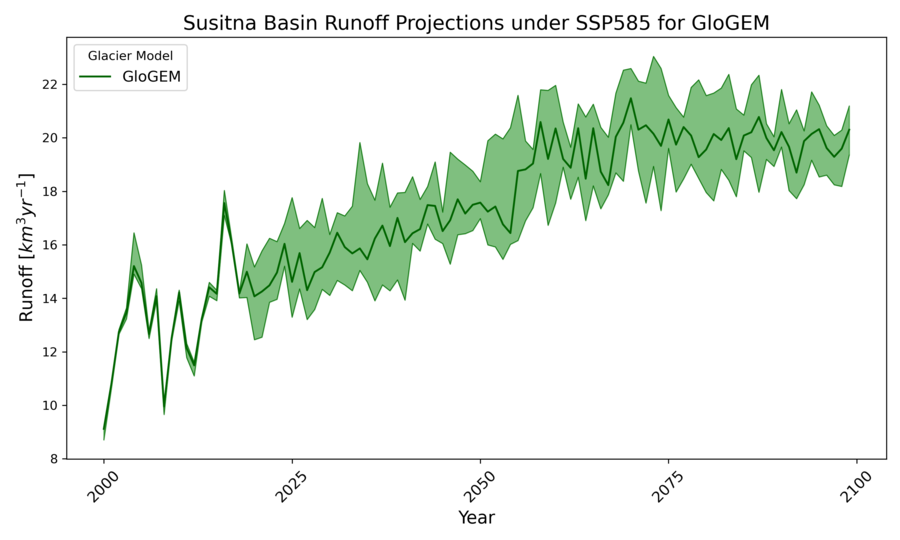 Susitna Basin Runoff Projections under SSP585 for GloGEM
Glacier Model
GloGEM
Runoff [km³yr⁻¹]
22
20
18
16
14
12
10
8
2000
2025
2050
2075
2100
Year